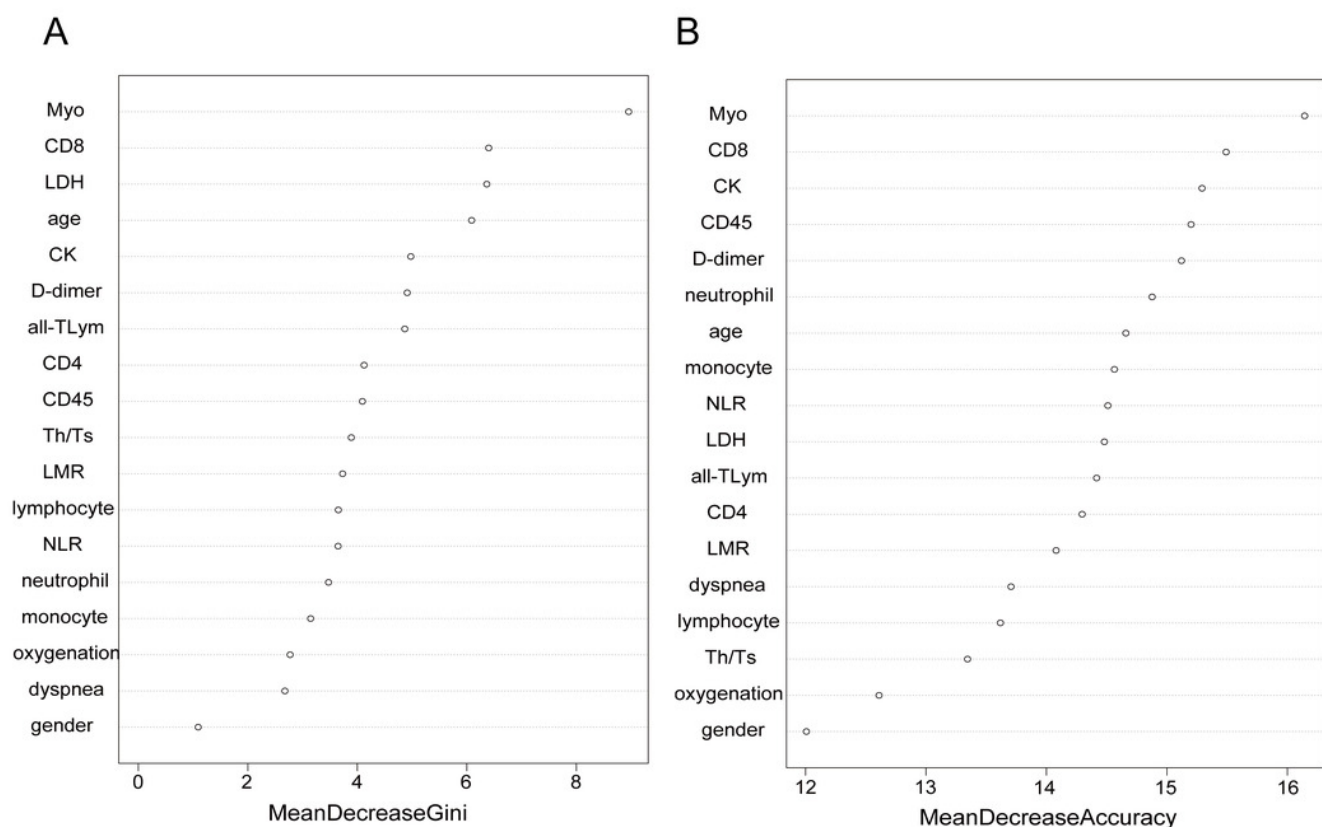 A
Myo
CD8
LDH
age
CK
D-dimer
all-TLym
CD4
CD45
Th/Ts
LMR
lymphocyte
NLR
neutrophil
monocyte
oxygenation
dyspnea
gender
0 2 4 6 8
MeanDecreaseGini
B
Myo
CD8
CK
CD45
D-dimer
neutrophil
age
monocyte
NLR
LDH
all-TLym
CD4
LMR
dyspnea
lymphocyte
Th/Ts
oxygenation
gender
12 13 14 15 16
MeanDecreaseAccuracy